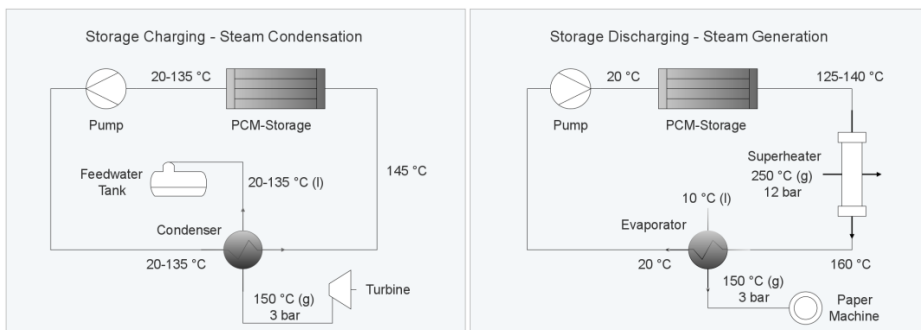 Storage Charging - Steam Condensation
20-135 °C
Pump
PCM-Storage
Feedwater
Tank
20-135 °C (l)
145 °C
Condenser
20-135 °C
150 °C (g)
3 bar
Turbine
Storage Discharging - Steam Generation
20 °C
125-140°C
Pump
PCM-Storage
Superheater
250 °C (g)
12 bar
10 °C (l)
Evaporator
20 °C
160 °C
150 °C (g)
3 bar
Paper
Machine